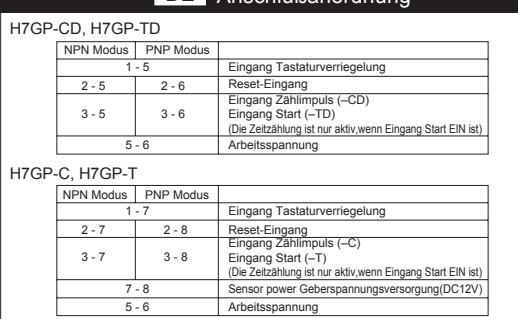 DE Anschlußanordnung
H7GP-CD, H7GP-TD
NPN Modus PNP Modus
1 - 5 Eingang Tastaturverriegelung
2 - 5 2 - 6 Reset-Eingang
3 - 5 3 - 6 Eingang Zählimpuls (–CD)
Eingang Start (–TD)
(Die Zeitzählung ist nur aktiv,wenn Eingang Start EIN ist)
5 - 6 Arbeitsspannung
H7GP-C, H7GP-T
NPN Modus PNP Modus
1 - 7 Eingang Tastaturverriegelung
2 - 7 2 - 8 Reset-Eingang
3 - 7 3 - 8 Eingang Zählimpuls (–C)
Eingang Start (–T)
(Die Zeitzählung ist nur aktiv,wenn Eingang Start EIN ist)
7 - 8 Sensor power Geberspannungsversorgung(DC12V)
5 - 6 Arbeitsspannung